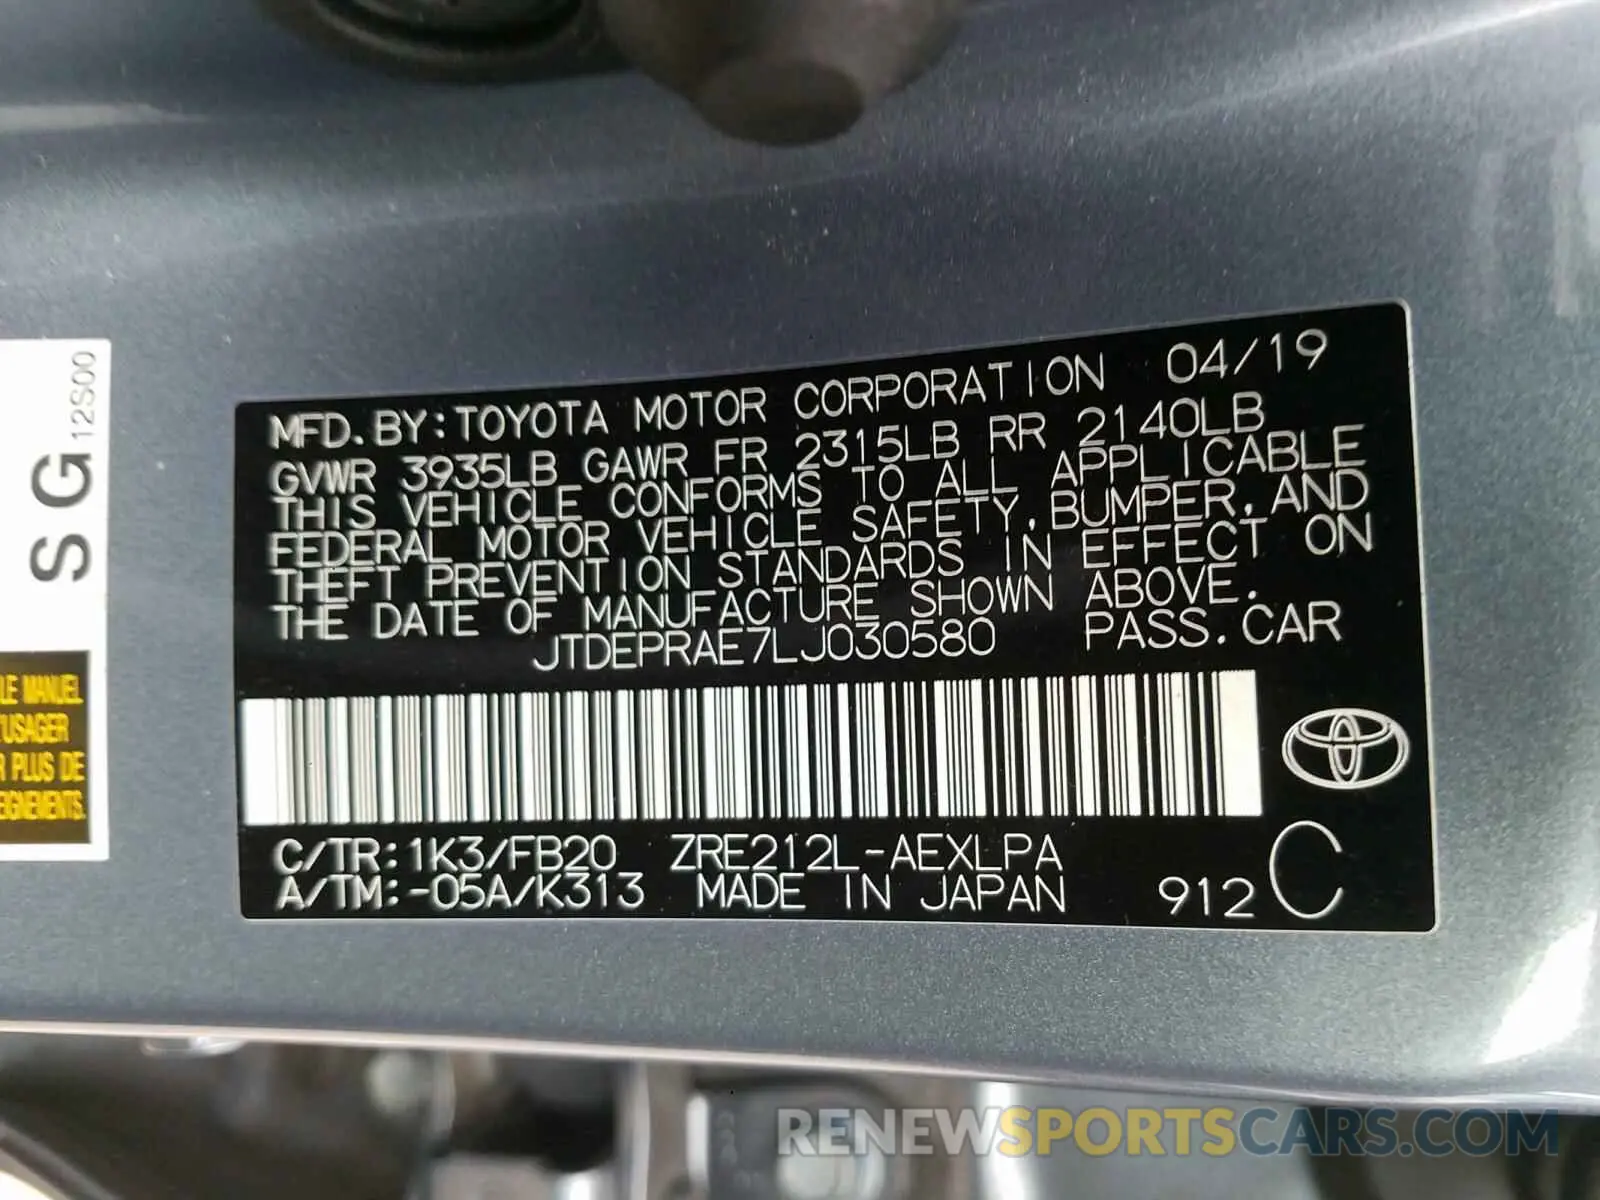 MFD. BY: TOYOTA MOTOR CORPORATION 04/19
GVWR 3935LB GAWR FR 2315LB RR 2140LB
THIS VEHICLE CONFORMS TO ALL APPLICABLE
FEDERAL MOTOR VEHICLE SAFETY, BUMPER, AND
THEFT PREVENTION STANDARDS IN EFFECT ON
THE DATE OF MANUFACTURE SHOWN ABOVE.
JTDEPRAE7LJ030580 PASS. CAR
C/TR: 1K3/FB20 ZRE212L-AEXLPA
A/TM: -05A/K313 MADE IN JAPAN 912 C
SG 12S00
LE MANUEL
'USAGER
R PLUS DE
EIGNEMENTS.
RENEWSPORTSCARS.COM